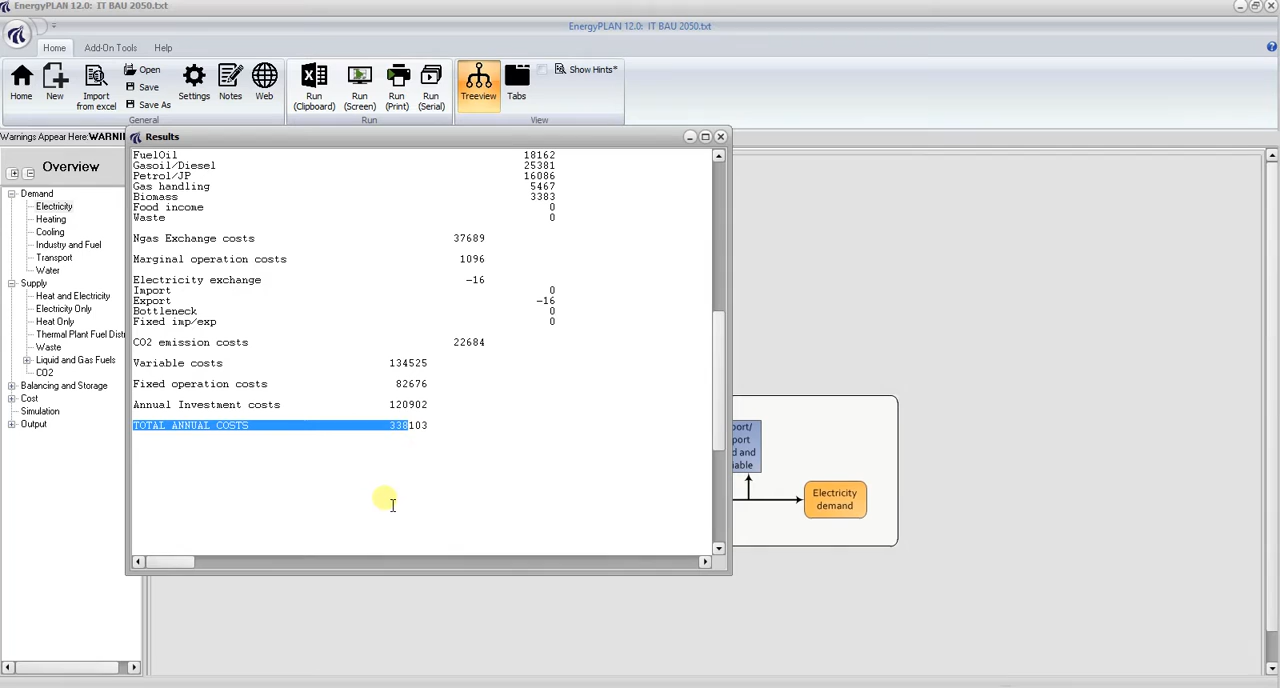 EnergyPLAN 12.0: IT BAU 2050.txt
EnergyPLAN 12.0: IT BAU 2050.txt
Home Add-On Tools Help
Home New Import from excel Open Save Save As Settings Notes Web Run (Clipboard) Run (Screen) Run (Print) Run (Serial) Treeview Tabs Show Hints*
General Run View
Warnings Appear Here: WARNIN
Results
Overview
Demand
Electricity
Heating
Cooling
Industry and Fuel
Transport
Water
Supply
Heat and Electricity
Electricity Only
Heat Only
Thermal Plant Fuel Distr
Waste
Liquid and Gas Fuels
CO2
Balancing and Storage
Cost
Simulation
Output
FuelOil 18162
Gasoil/Diesel 25381
Petrol/JP 16086
Gas handling 5467
Biomass 3383
Food income 0
Waste 0
Ngas Exchange costs 37689
Marginal operation costs 1096
Electricity exchange -16
Import 0
Export -16
Bottleneck 0
Fixed imp/exp 0
CO2 emission costs 22684
Variable costs 134525
Fixed operation costs 82676
Annual Investment costs 120902
TOTAL ANNUAL COSTS 338103
ort/
port
d and
iable
Electricity
demand